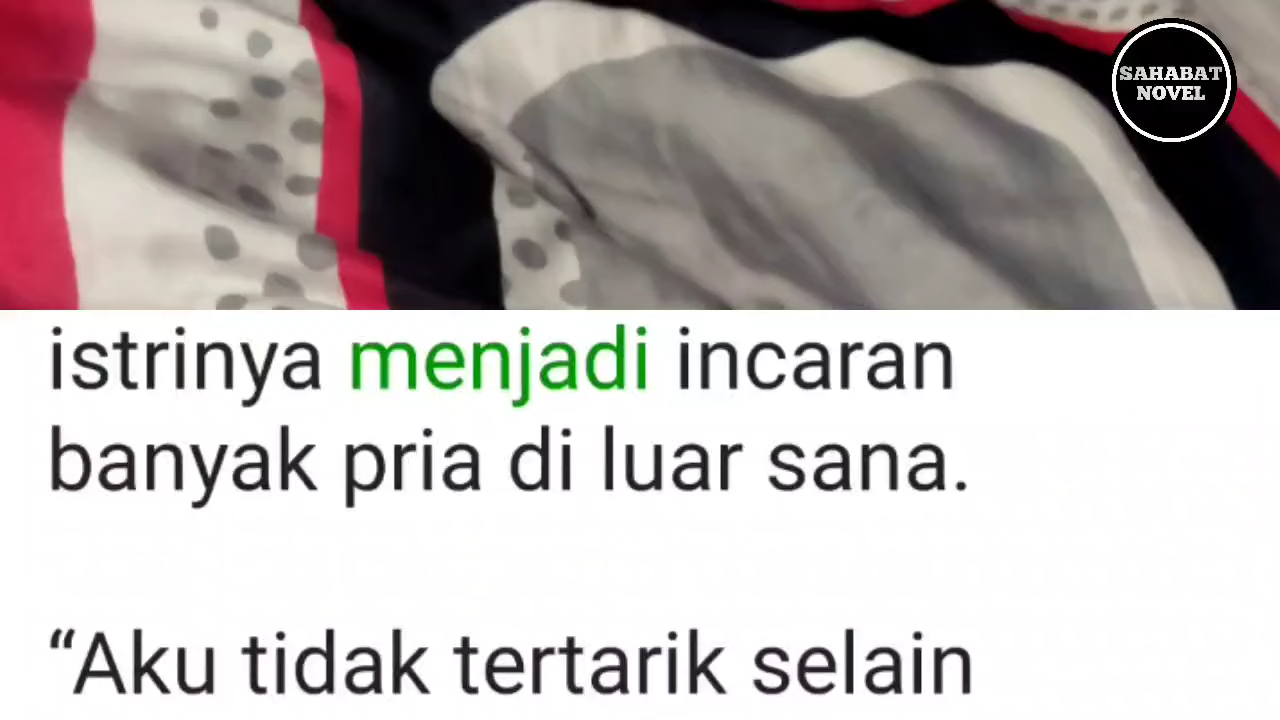 SAHABAT
NOVEL
istrinya menjadi incaran
banyak pria di luar sana.
“Aku tidak tertarik selain